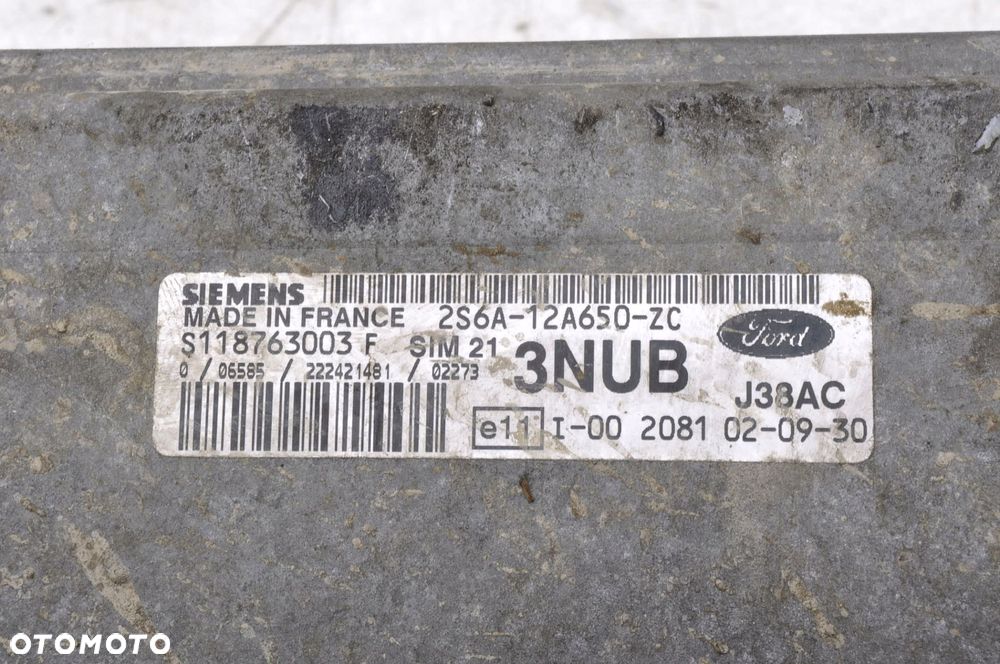 SIEMENS
MADE IN FRANCE 2S6A-12A650-ZC
S118763003 F SIM 21 3NUB Ford
0 / 06585 / 222421481 / 02273
J38AC
e11 I-00 2081 02-09-30
OTOMOTO